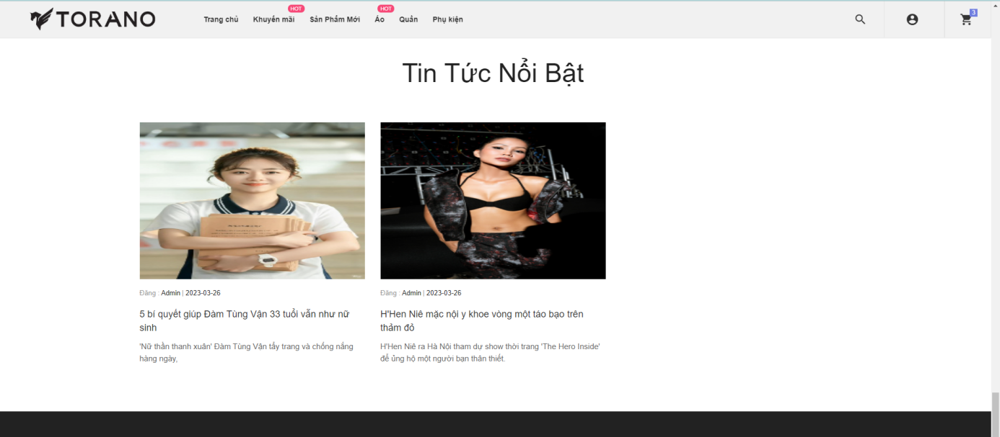 TORANO
Trang chủ
Khuyến mãi
HOT
Sản Phẩm Mới
Áo
HOT
Quần
Phụ kiện
3
Tin Tức Nổi Bật
Đăng : Admin | 2023-03-26
5 bí quyết giúp Đàm Tùng Vận 33 tuổi vẫn như nữ
sinh
'Nữ thần thanh xuân' Đàm Tùng Vận tẩy trang và chống nắng
hàng ngày,
Đăng : Admin | 2023-03-26
H'Hen Niê mặc nội y khoe vòng một táo bạo trên
thảm đỏ
H'Hen Niê ra Hà Nội tham dự show thời trang 'The Hero Inside'
để ủng hộ một người bạn thân thiết.